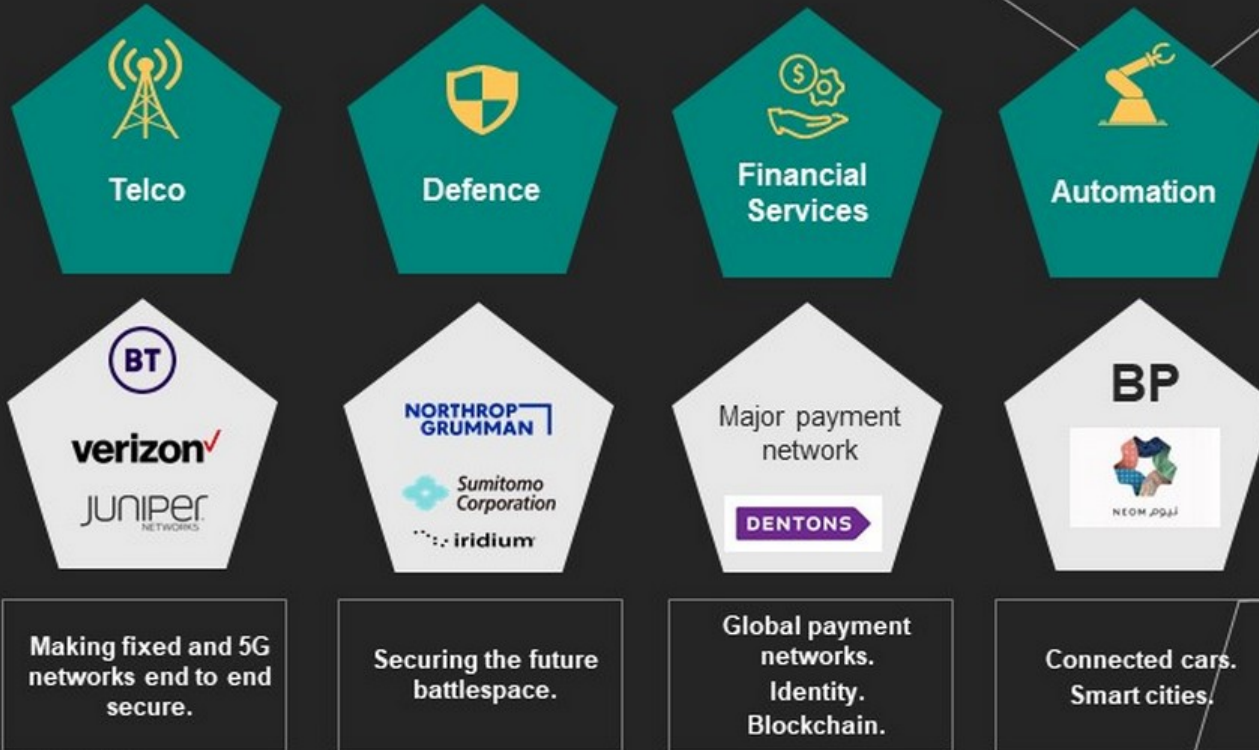 Telco
Defence
Financial
Services
Automation
BT
verizon
JUNIPER
NETWORKS
NORTHROP
GRUMMAN
Sumitomo
Corporation
iridium
Major payment
network
DENTONS
BP
NEOM نيوم
Making fixed and 5G
networks end to end
secure.
Securing the future
battlespace.
Global payment
networks.
Identity.
Blockchain.
Connected cars.
Smart cities.